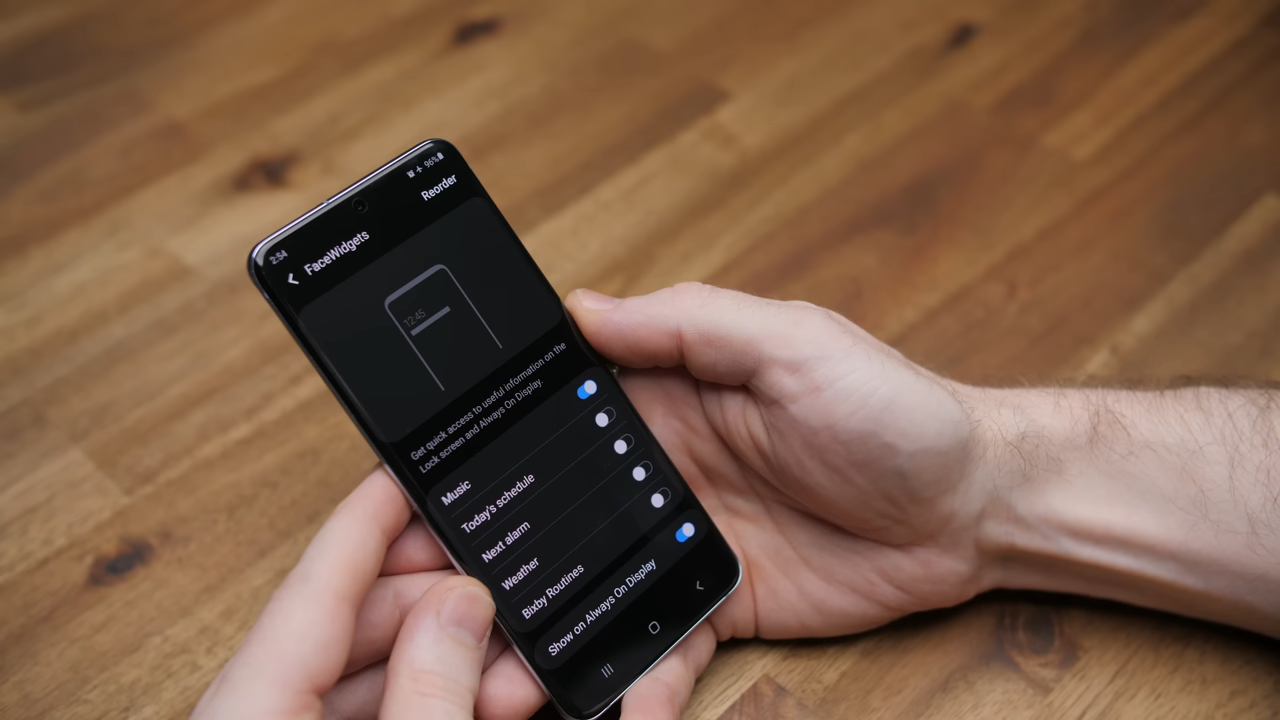 2:54 96%
FaceWidgets Reorder
12:45
Get quick access to useful information on the
Lock screen and Always On Display.
Music
Today's schedule
Next alarm
Weather
Bixby Routines
Show on Always On Display